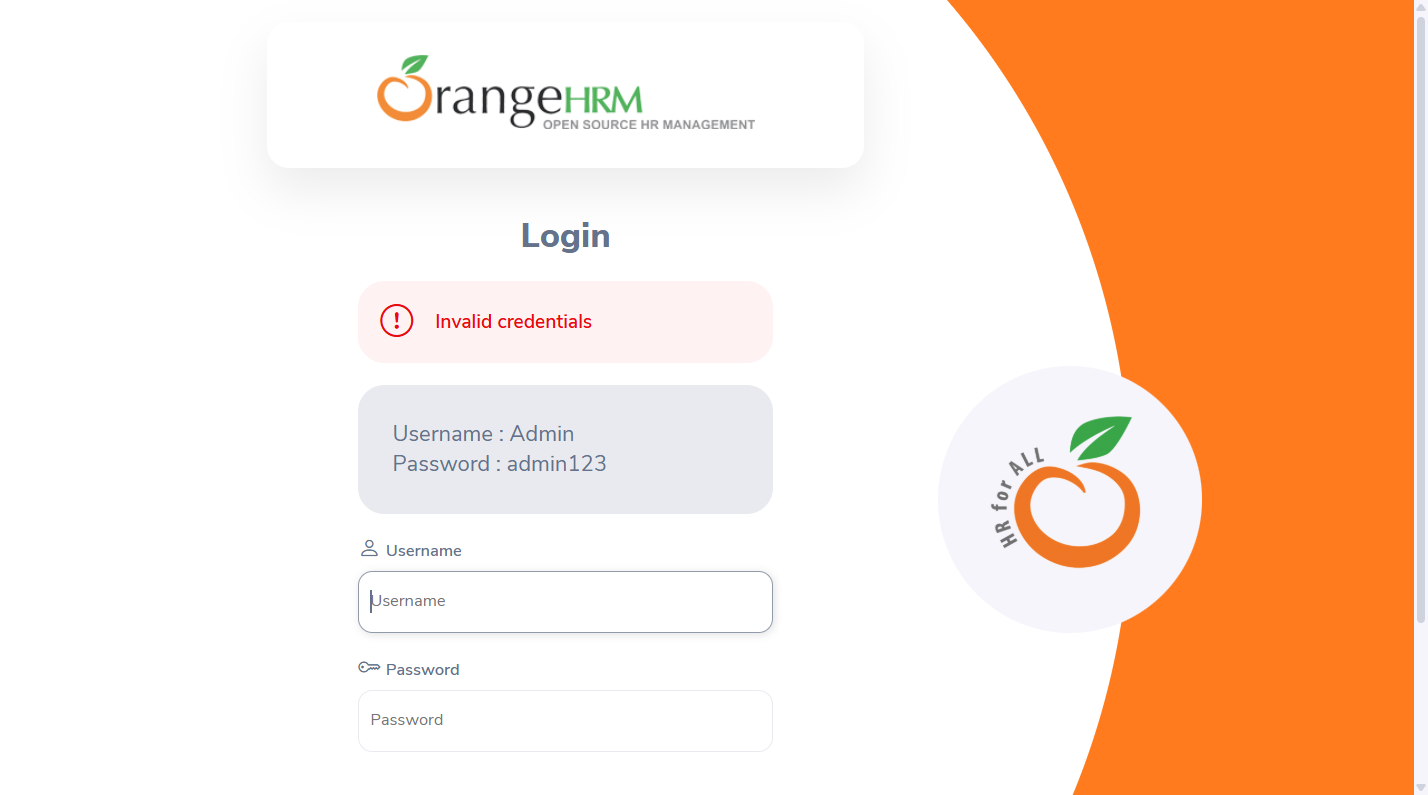 OrangeHRM
OPEN SOURCE HR MANAGEMENT
Login
Invalid credentials
Username : Admin
Password : admin123
Username
Username
Password
Password
HR for ALL